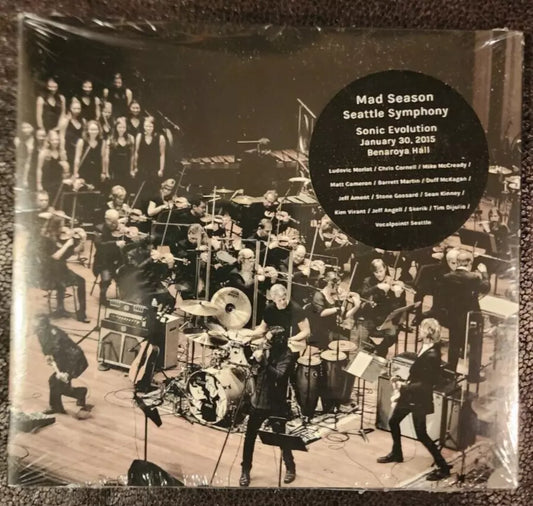 Mad Season
Seattle Symphony
Sonic Evolution
January 30, 2015
Benaroya Hall
Ludovic Morlot / Chris Cornell / Mike McCready /
Matt Cameron / Barrett Martin / Duff McKagan /
Jeff Ament / Stone Gossard / Sean Kinney /
Kim Virant / Jeff Angell / Skerik / Tim DiJulio /
Vocalpoint! Seattle